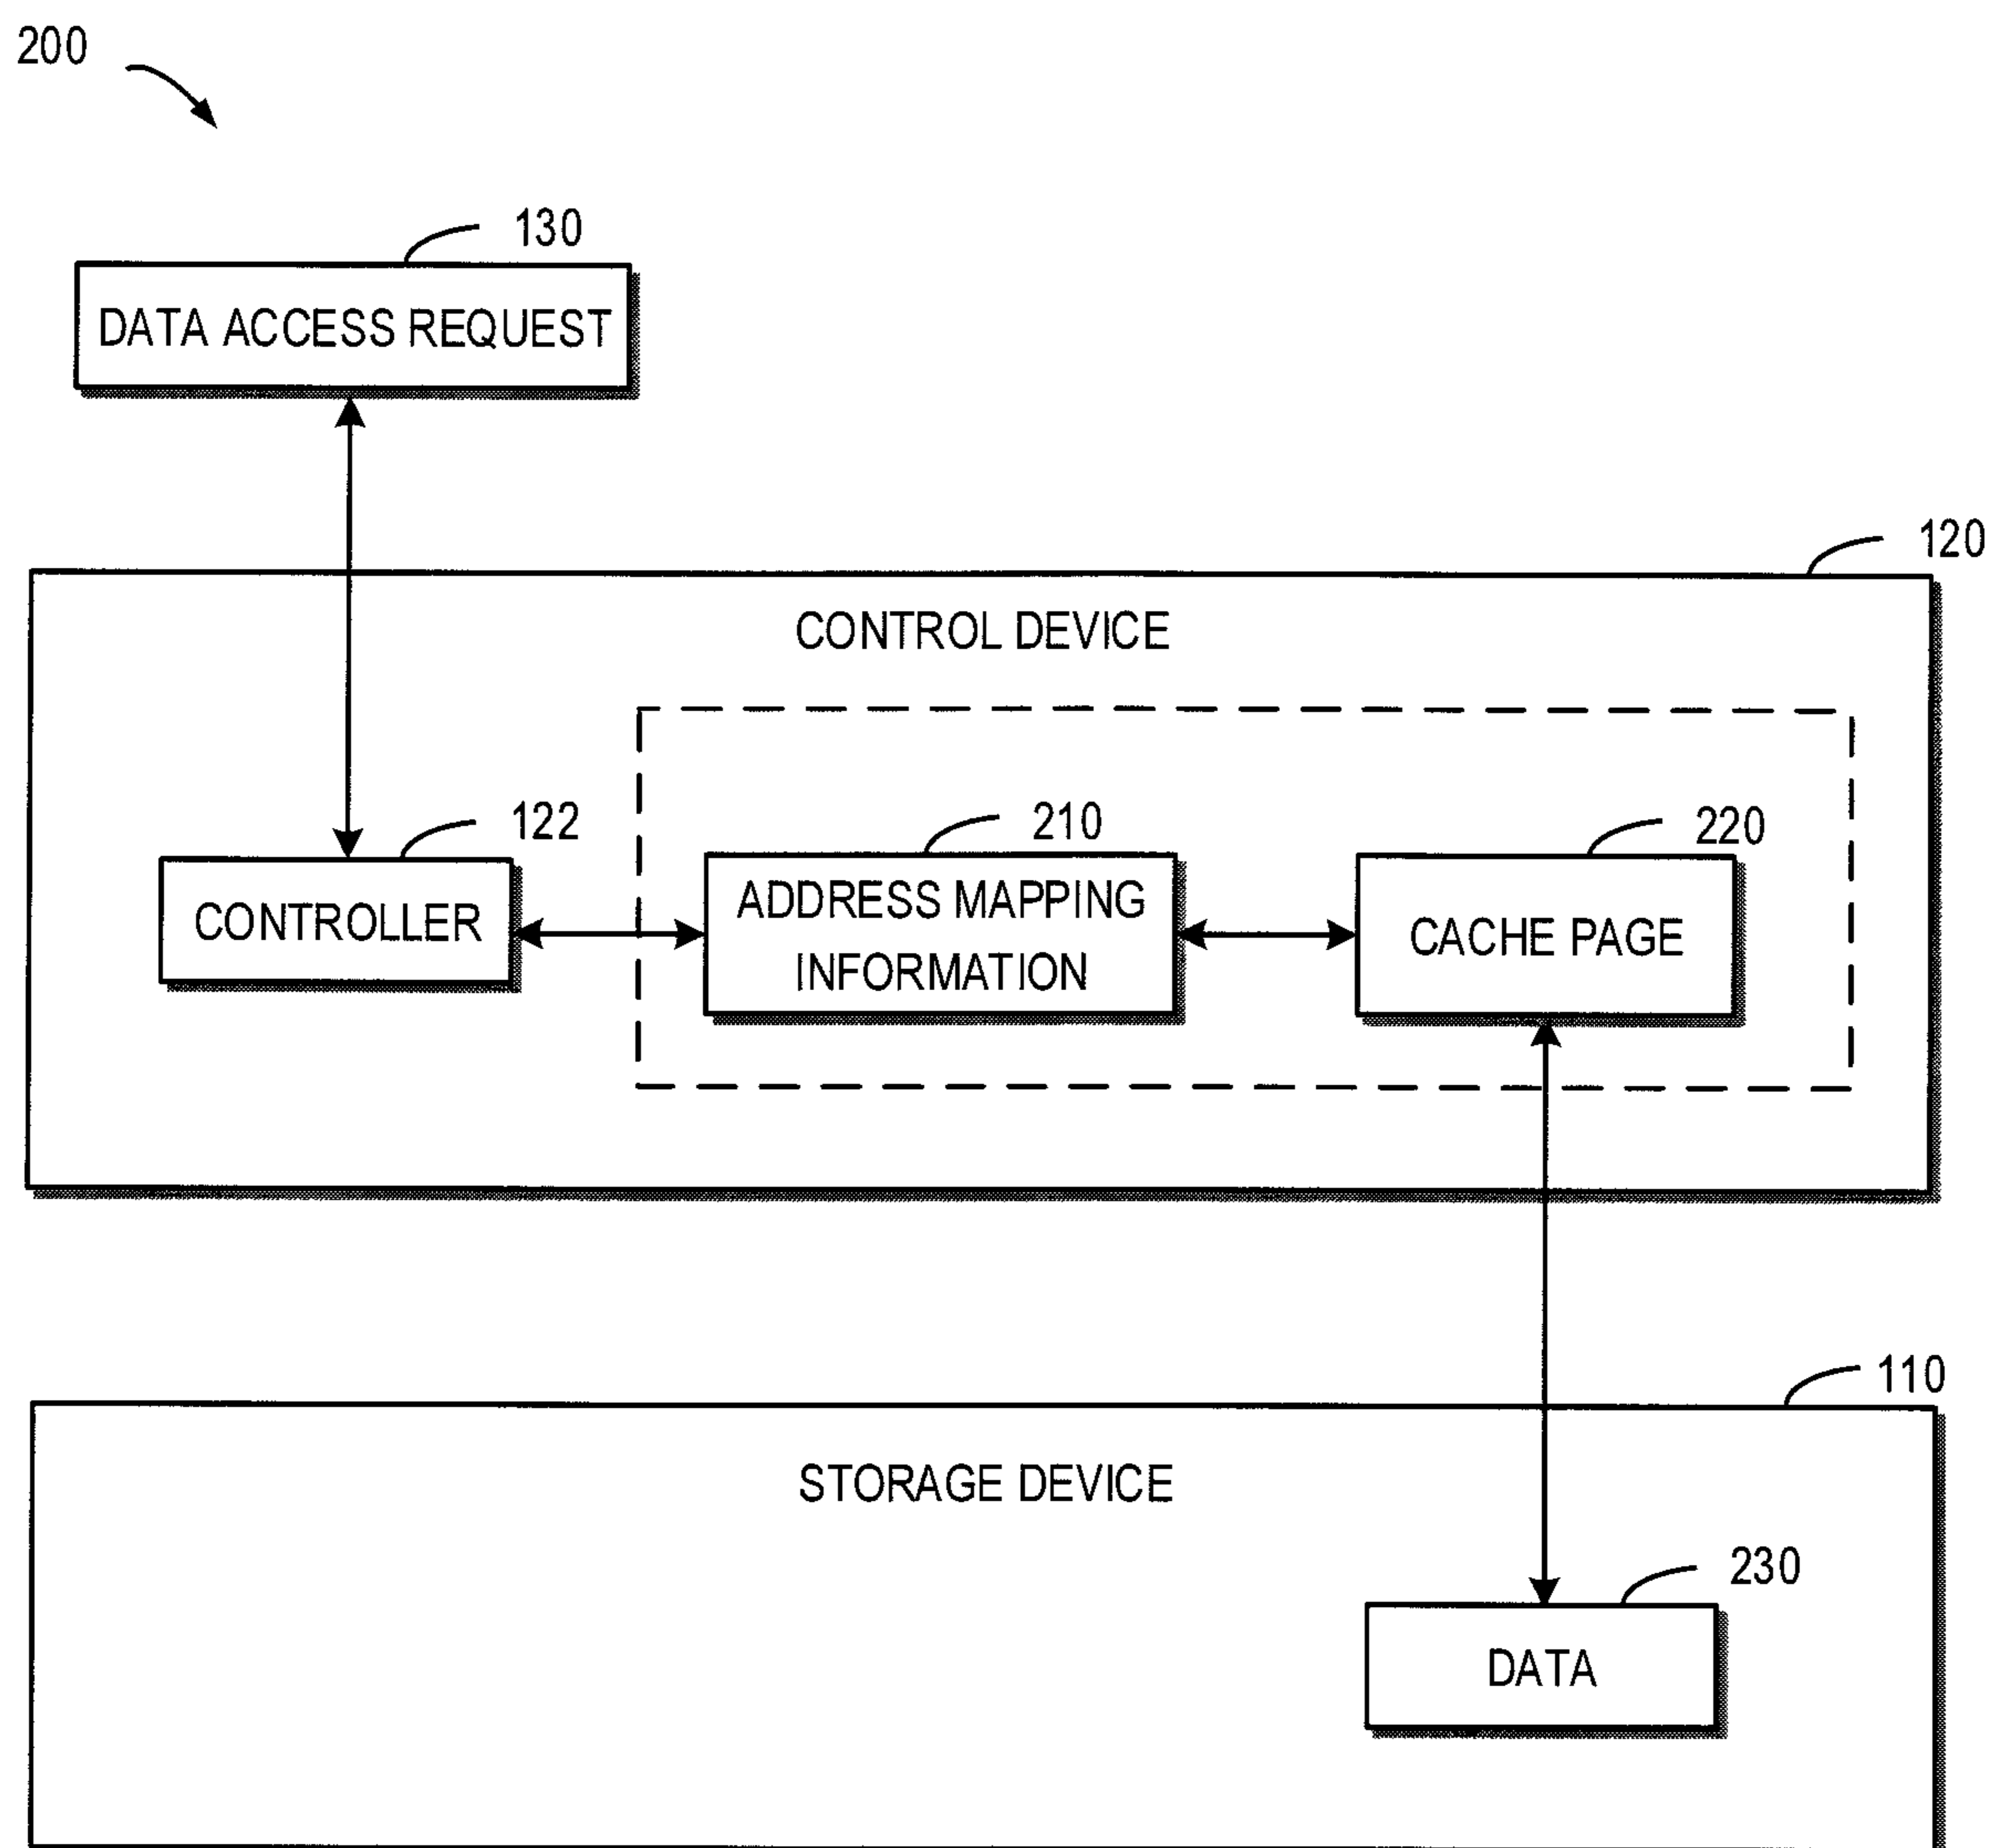 200
130
DATA ACCESS REQUEST
120
CONTROL DEVICE
122
210
220
CONTROLLER
ADDRESS MAPPING
INFORMATION
CACHE PAGE
110
STORAGE DEVICE
230
DATA